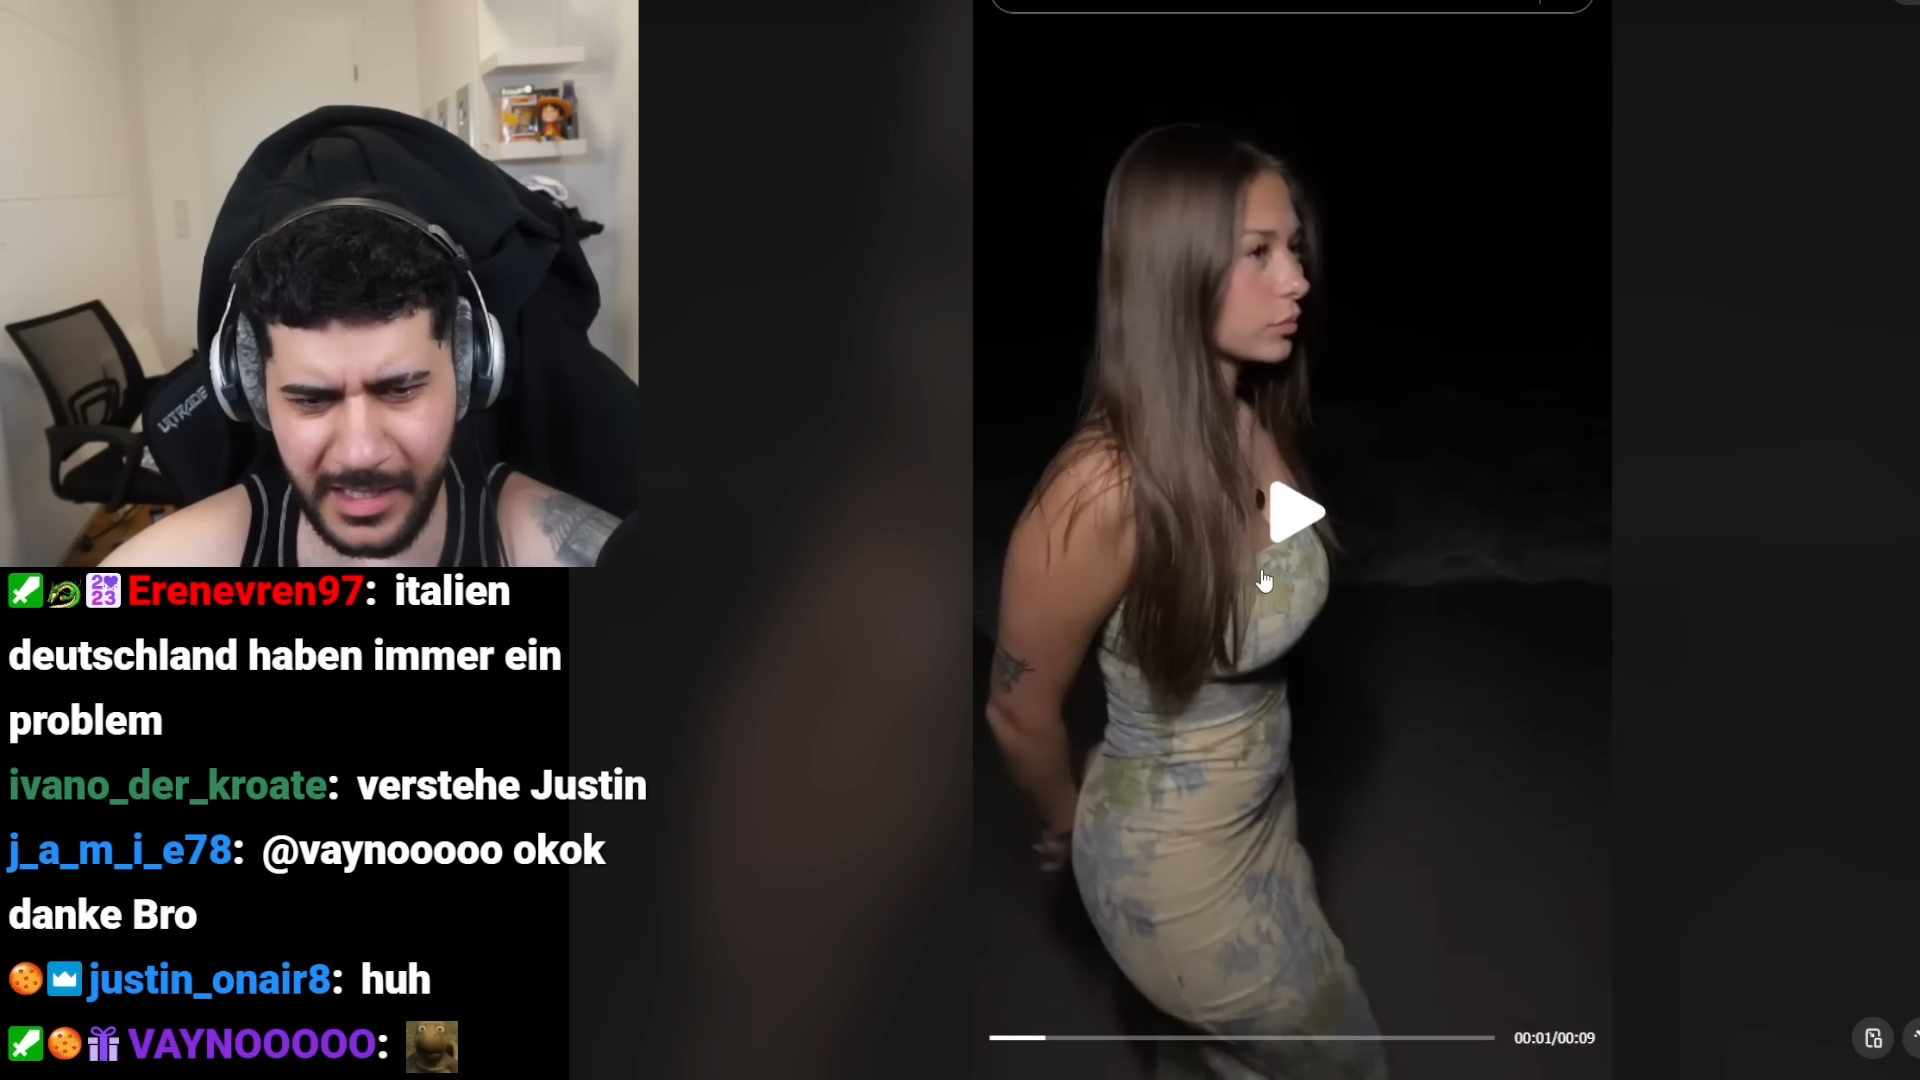 ULTRADE
Erenevren97: italien
deutschland haben immer ein
problem
ivano_der_kroate: verstehe Justin
j_a_m_i_e78: @vaynooooo okok
danke Bro
justin_onair8: huh
VAYNOOOOO:
00:01/00:09